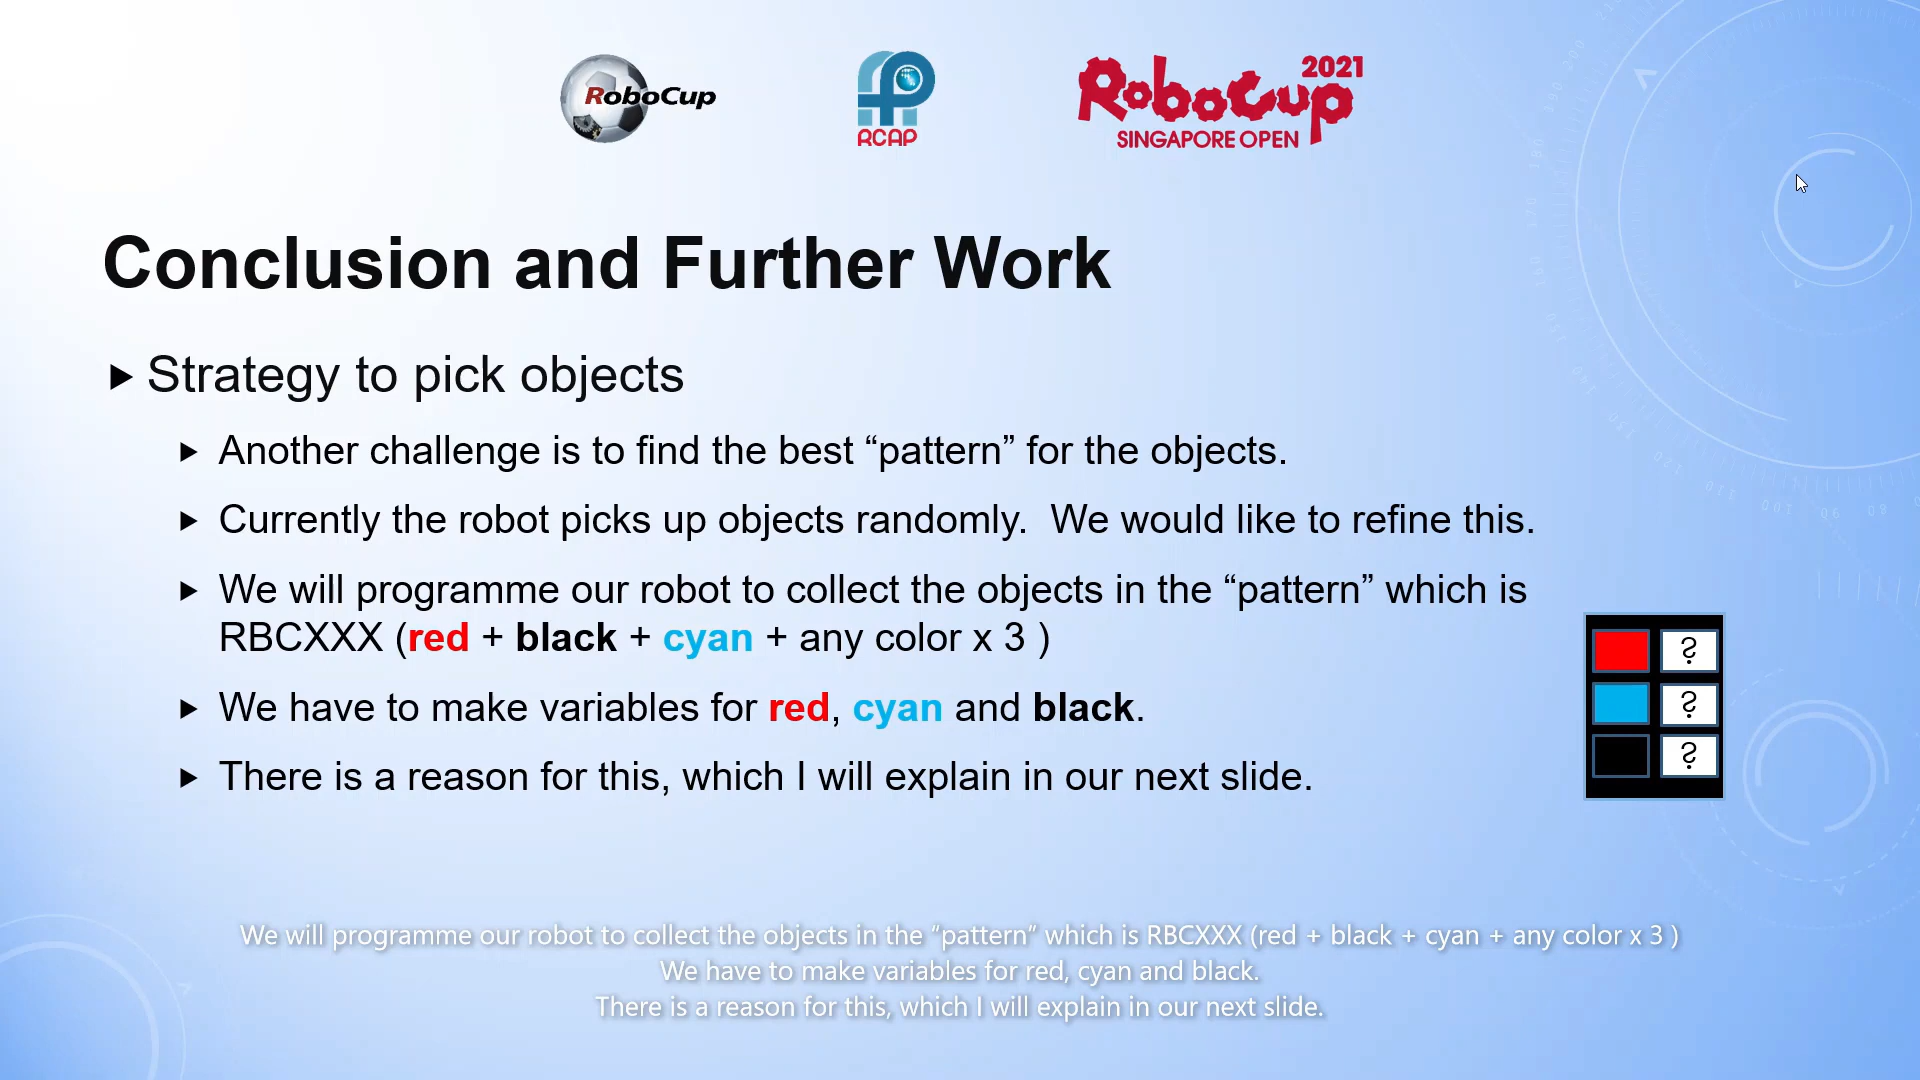 RoboCup
RCAP
RoboCup 2021
SINGAPORE OPEN
Conclusion and Further Work
Strategy to pick objects
Another challenge is to find the best “pattern” for the objects.
Currently the robot picks up objects randomly.  We would like to refine this.
We will programme our robot to collect the objects in the “pattern” which is
RBCXXX (red + black + cyan + any color x 3 )
We have to make variables for red, cyan and black.
There is a reason for this, which I will explain in our next slide.
?
?
?
We will programme our robot to collect the objects in the “pattern” which is RBCXXX (red + black + cyan + any color x 3 )
We have to make variables for red, cyan and black.
There is a reason for this, which I will explain in our next slide.